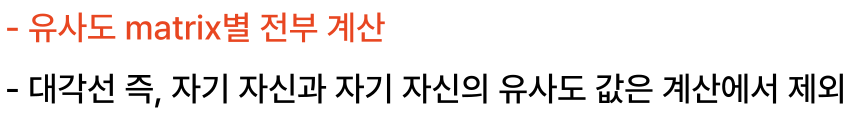 - 유사도 matrix별 전부 계산
- 대각선 즉, 자기 자신과 자기 자신의 유사도 값은 계산에서 제외